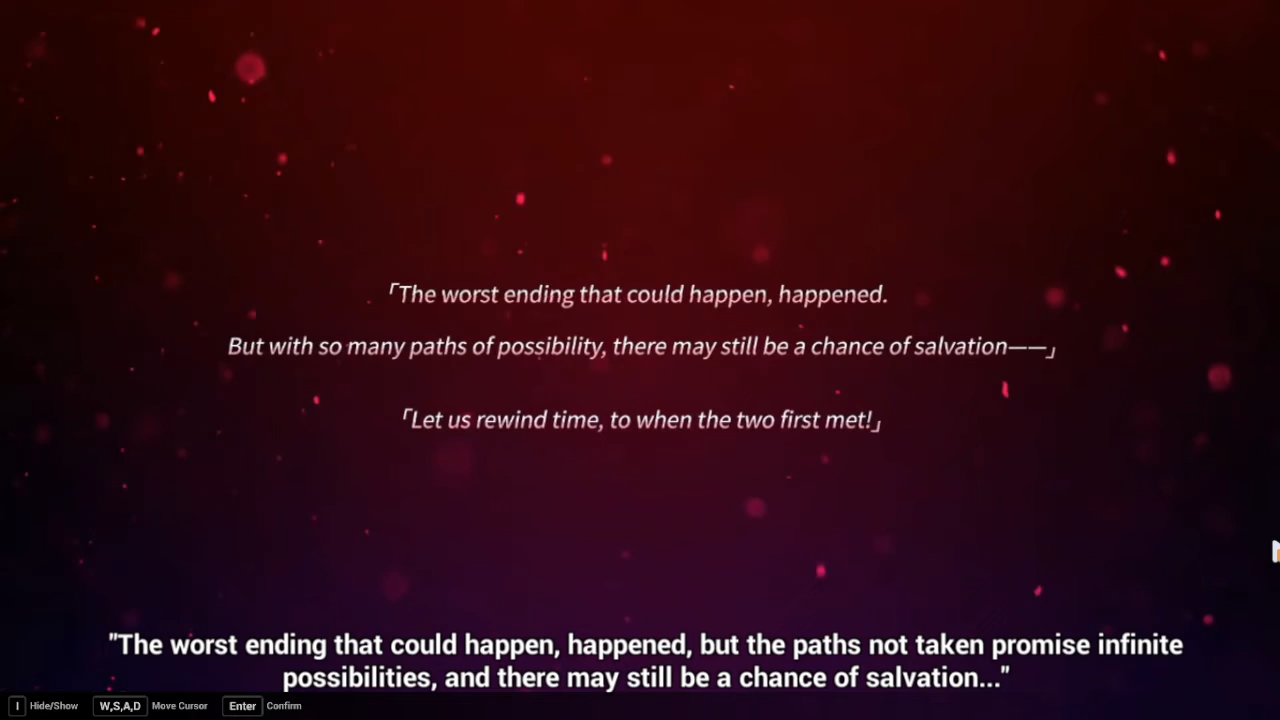 「The worst ending that could happen, happened.
But with so many paths of possibility, there may still be a chance of salvation——」
「Let us rewind time, to when the two first met!」
"The worst ending that could happen, happened, but the paths not taken promise infinite
possibilities, and there may still be a chance of salvation..."
I Hide/Show W,S,A,D Move Cursor Enter Confirm